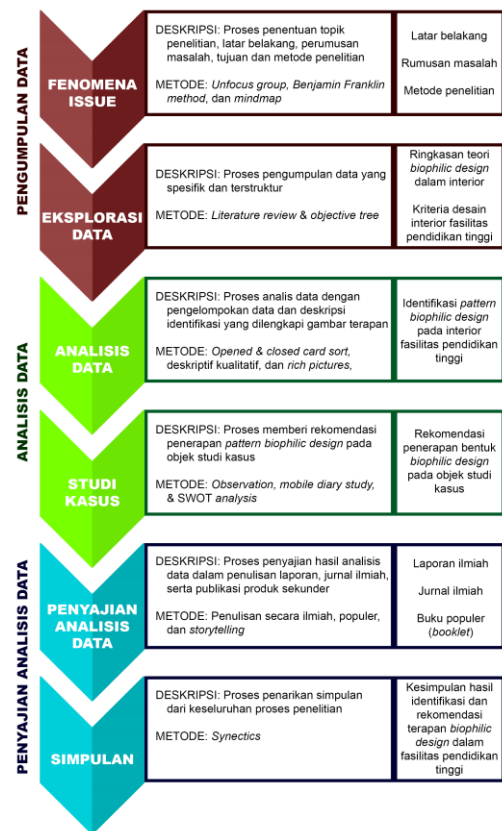 PENGUMPULAN DATA
FENOMENA
ISSUE
DESKRIPSI: Proses penentuan topik
penelitian, latar belakang, perumusan
masalah, tujuan dan metode penelitian
METODE: Unfocus group, Benjamin Franklin
method, dan mindmap
Latar belakang
Rumusan masalah
Metode penelitian
EKSPLORASI
DATA
DESKRIPSI: Proses pengumpulan data yang
spesifik dan terstruktur
METODE: Literature review & objective tree
Ringkasan teori
biophilic design
dalam interior
Kriteria desain
interior fasilitas
pendidikan tinggi
ANALISIS DATA
ANALISIS
DATA
DESKRIPSI: Proses analis data dengan
pengelompokan data dan deskripsi
identifikasi yang dilengkapi gambar terapan
METODE: Opened & closed card sort,
deskriptif kualitatif, dan rich pictures,
Identifikasi pattern
biophilic design
pada interior
fasilitas pendidikan
tinggi
STUDI
KASUS
DESKRIPSI: Proses memberi rekomendasi
penerapan pattern biophilic design pada
objek studi kasus
METODE: Observation, mobile diary study,
& SWOT analysis
Rekomendasi
penerapan bentuk
biophilic design
pada objek studi
kasus
PENYAJIAN ANALISIS DATA
PENYAJIAN
ANALISIS
DATA
DESKRIPSI: Proses penyajian hasil analisis
data dalam penulisan laporan, jurnal ilmiah,
serta publikasi produk sekunder
METODE: Penulisan secara ilmiah, populer,
dan storytelling
Laporan ilmiah
Jurnal ilmiah
Buku populer
(booklet)
SIMPULAN
DESKRIPSI: Proses penarikan simpulan
dari keseluruhan proses penelitian
METODE: Synectics
Kesimpulan hasil
identifikasi dan
rekomendasi
terapan biophilic
design dalam
fasilitas pendidikan
tinggi